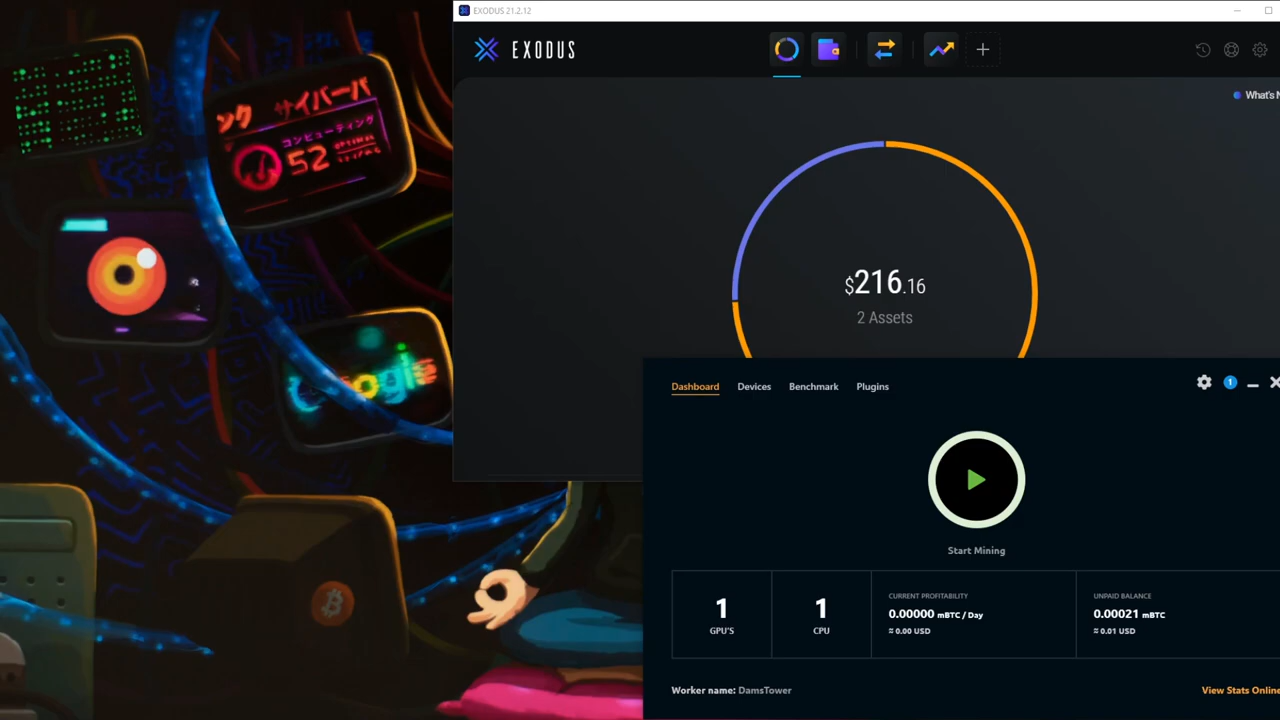 EXODUS 21.2.12
EXODUS
What's
$216.16
2 Assets
ンク サイバーパ
コンピューティング
52
Google
Dashboard Devices Benchmark Plugins
1
Start Mining
1
GPU'S
1
CPU
CURRENT PROFITABILITY
0.00000 mBTC / Day
≈ 0.00 USD
UNPAID BALANCE
0.00021 mBTC
≈ 0.01 USD
Worker name: DamsTower
View Stats Online